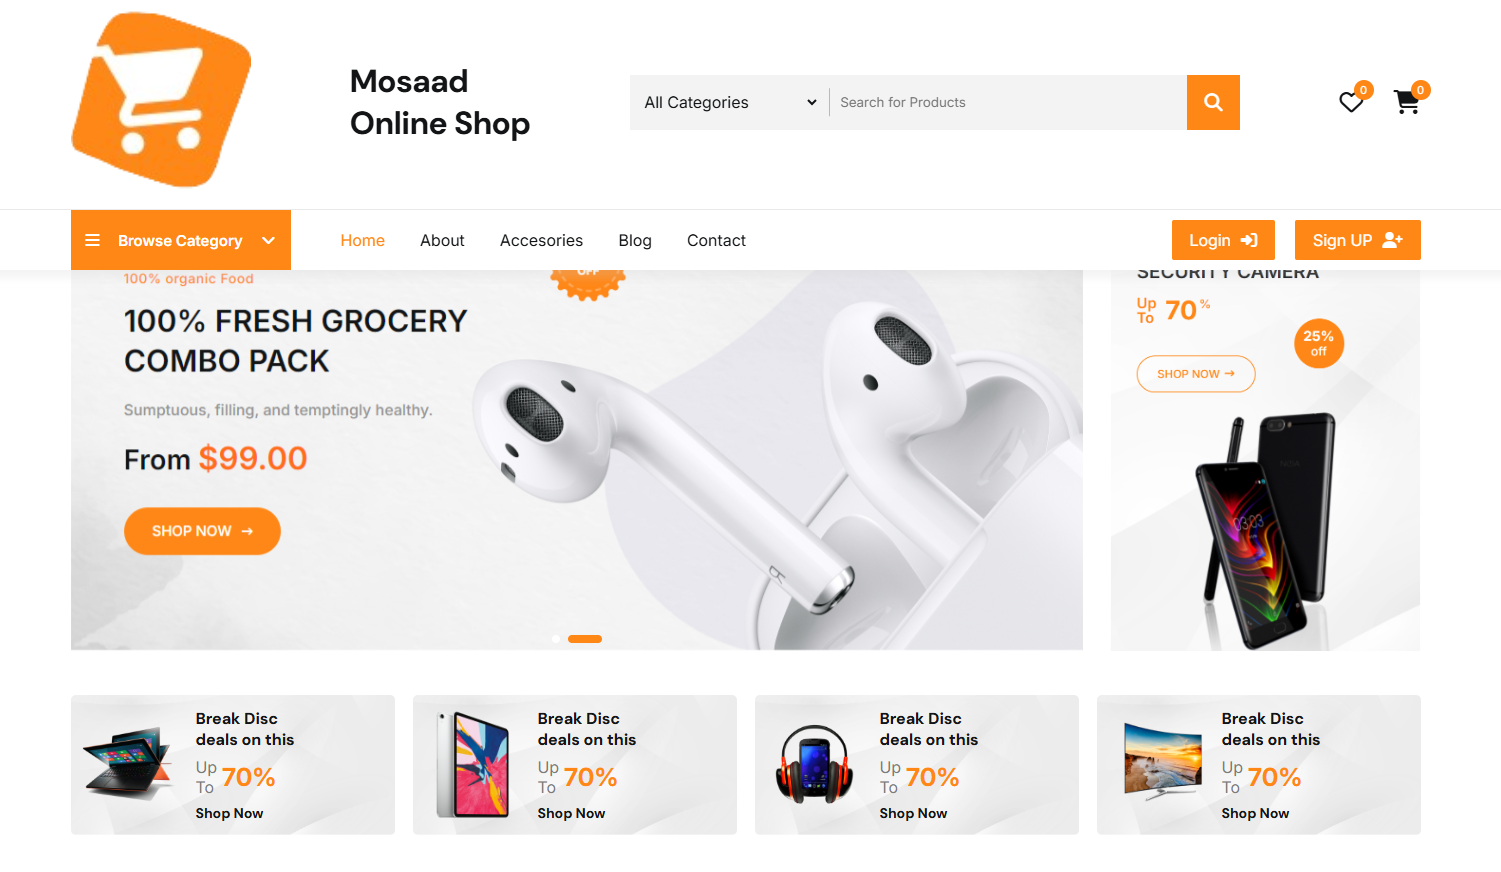 Mosaad
Online Shop
All Categories
Search for Products
0
0
Browse Category
Home
About
Accesories
Blog
Contact
Login
Sign UP
100% organic Food
OFF
100% FRESH GROCERY
COMBO PACK
Sumptuous, filling, and temptingly healthy.
From $99.00
SHOP NOW →
SECURITY CAMERA
Up
To 70%
25%
off
SHOP NOW →
03:03
Break Disc
deals on this
Up
To 70%
Shop Now
Break Disc
deals on this
Up
To 70%
Shop Now
Break Disc
deals on this
Up
To 70%
Shop Now
Break Disc
deals on this
Up
To 70%
Shop Now